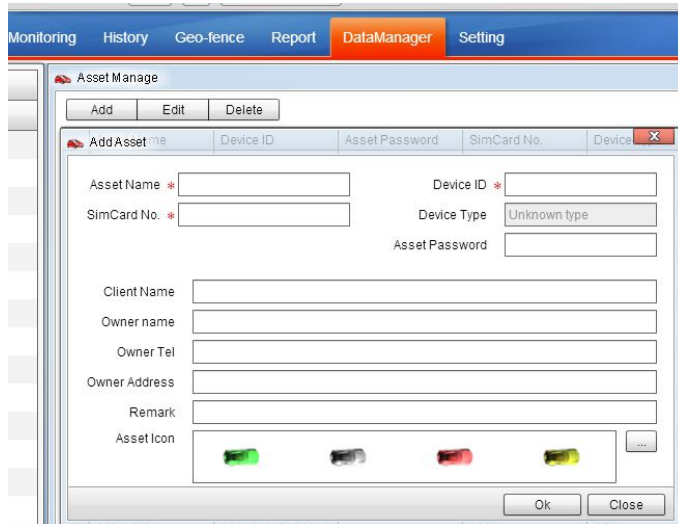 Monitoring History Geo-fence Report DataManager Setting
Asset Manage
Add Edit Delete
Add Asset Device ID Asset Password SimCard No. Device
Asset Name * Device ID *
SimCard No. * Device Type Unknown type
Asset Password
Client Name
Owner name
Owner Tel
Owner Address
Remark
Asset Icon ...
Ok Close